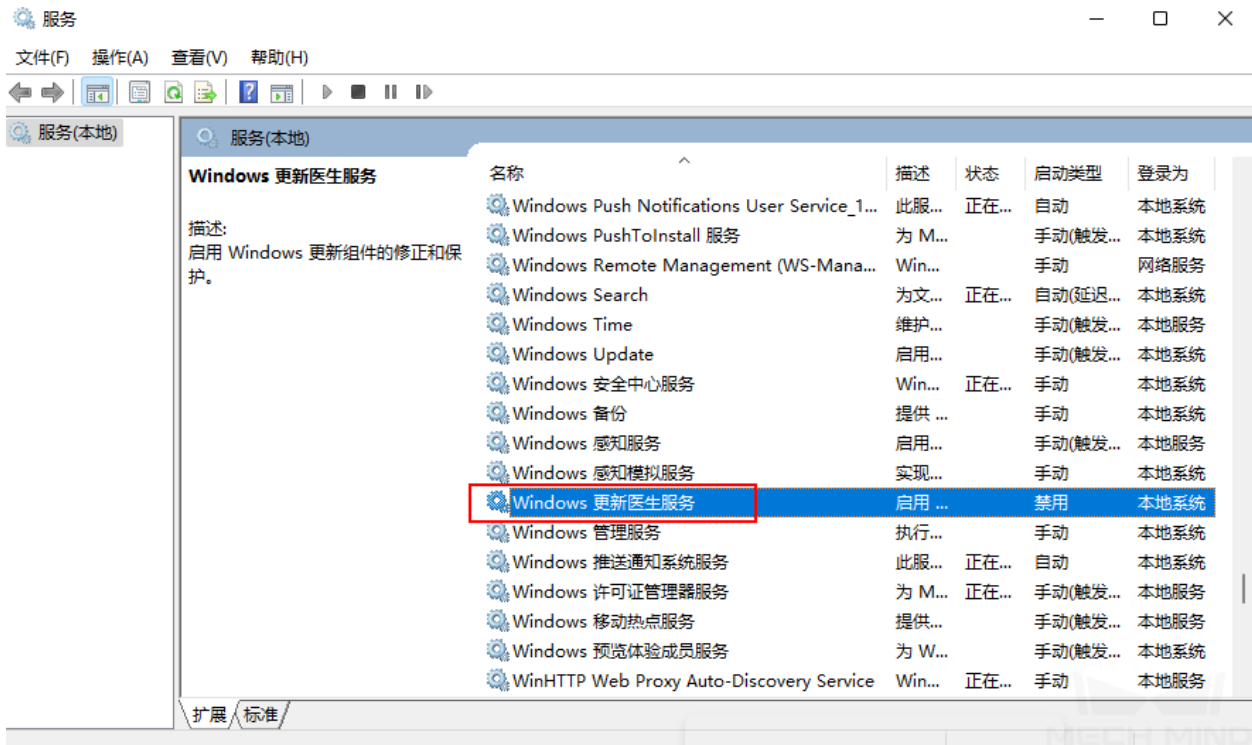 服务
文件(F) 操作(A) 查看(V) 帮助(H)
服务(本地)
服务(本地)
Windows 更新医生服务
描述:
启用 Windows 更新组件的修正和保
护。
名称 描述 状态 启动类型 登录为
Windows Push Notifications User Service_1... 此服... 正在... 自动 本地系统
Windows PushToInstall 服务 为 M... 手动(触发... 本地系统
Windows Remote Management (WS-Mana... Win... 手动 网络服务
Windows Search 为文... 正在... 自动(延迟... 本地系统
Windows Time 维护... 手动(触发... 本地服务
Windows Update 启用... 手动(触发... 本地系统
Windows 安全中心服务 Win... 正在... 手动 本地系统
Windows 备份 提供 ... 手动 本地系统
Windows 感知服务 启用... 手动(触发... 本地服务
Windows 感知模拟服务 实现... 手动 本地系统
Windows 更新医生服务 启用 ... 禁用 本地系统
Windows 管理服务 执行... 手动 本地系统
Windows 推送通知系统服务 此服... 正在... 自动 本地系统
Windows 许可证管理器服务 为 M... 正在... 手动(触发... 本地服务
Windows 移动热点服务 提供... 手动(触发... 本地服务
Windows 预览体验成员服务 为 W... 手动(触发... 本地系统
WinHTTP Web Proxy Auto-Discovery Service Win... 正在... 手动 本地服务
扩展 标准
MECH MIND